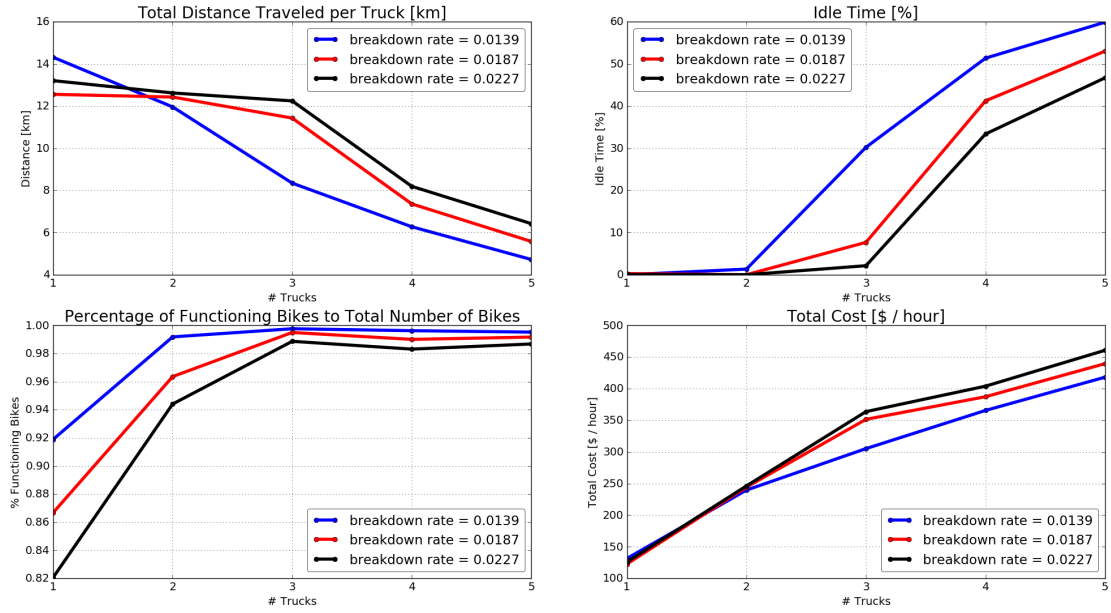 Total Distance Traveled per Truck [km]
16
14
12
10
8
6
4
Distance [km]
breakdown rate = 0.0139
breakdown rate = 0.0187
breakdown rate = 0.0227
1 2 3 4 5
# Trucks
Idle Time [%]
60
50
40
30
20
10
0
Idle Time [%]
breakdown rate = 0.0139
breakdown rate = 0.0187
breakdown rate = 0.0227
1 2 3 4 5
# Trucks
Percentage of Functioning Bikes to Total Number of Bikes
1.00
0.98
0.96
0.94
0.92
0.90
0.88
0.86
0.84
0.82
% Functioning Bikes
breakdown rate = 0.0139
breakdown rate = 0.0187
breakdown rate = 0.0227
1 2 3 4 5
# Trucks
Total Cost [$ / hour]
500
450
400
350
300
250
200
150
100
Total Cost [$ / hour]
breakdown rate = 0.0139
breakdown rate = 0.0187
breakdown rate = 0.0227
1 2 3 4 5
# Trucks